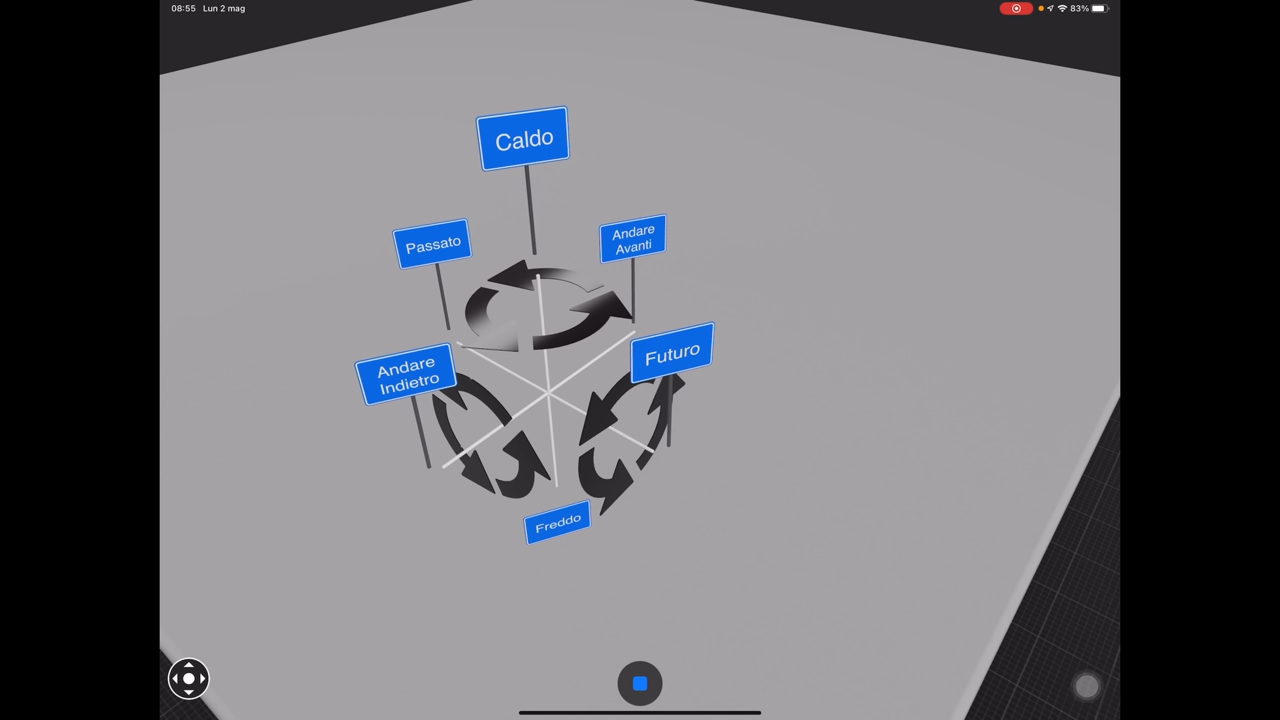 08:55 Lun 2 mag
83%
Caldo
Passato
Andare
Avanti
Andare
Indietro
Futuro
Freddo